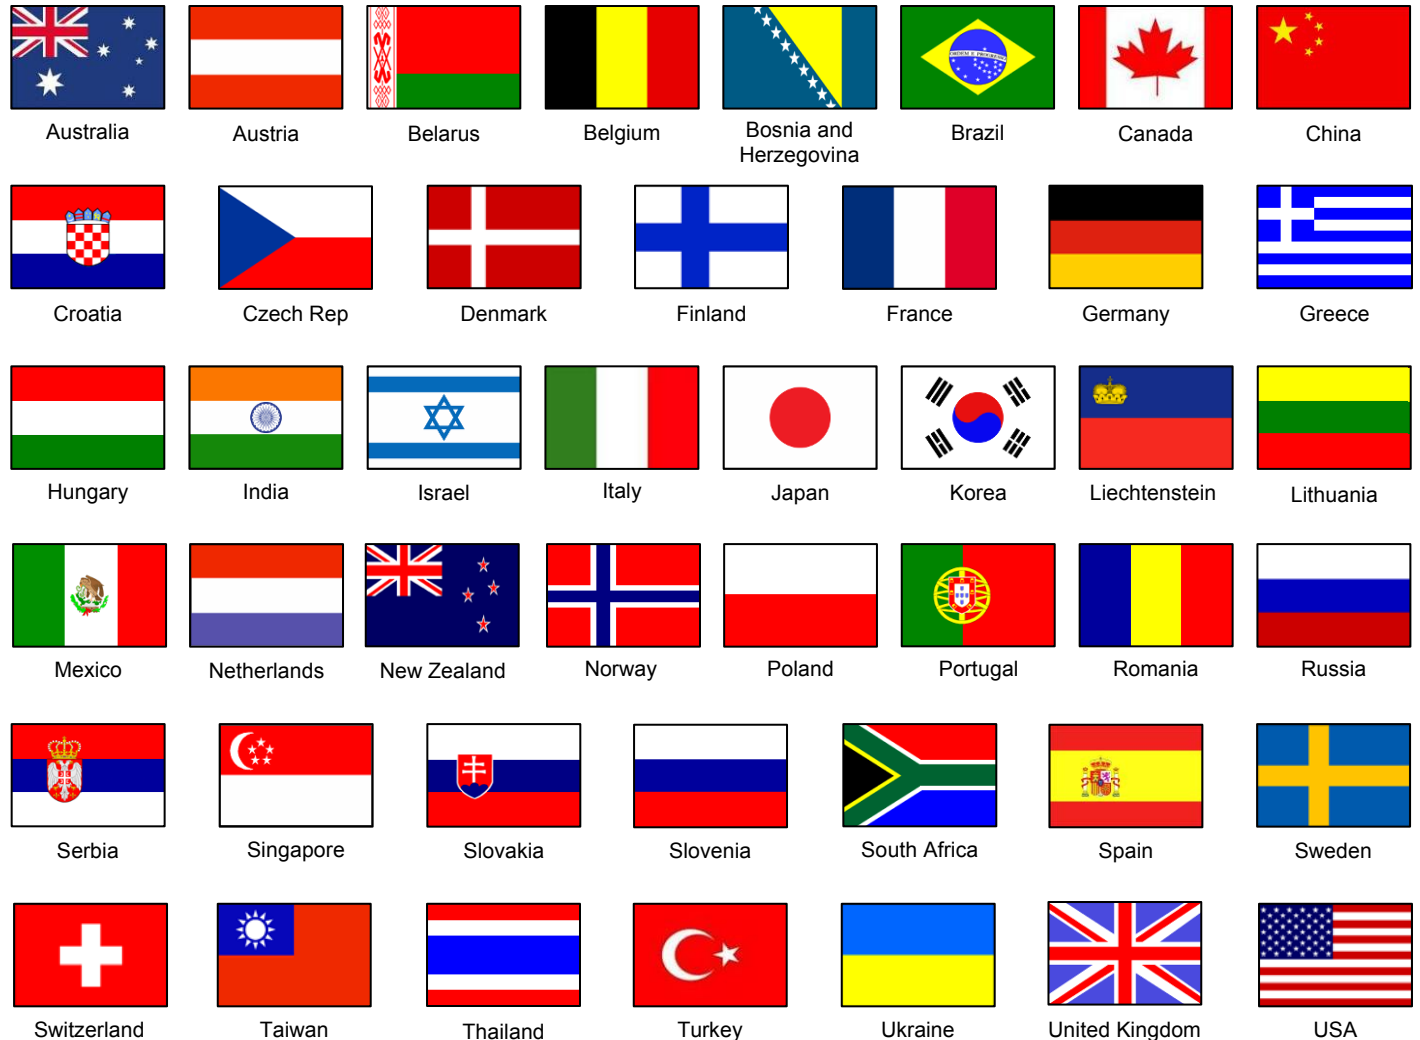 Australia
Austria
Belarus
Belgium
Bosnia and
Herzegovina
Brazil
ORDEM E PROGRESSO
Canada
China
Croatia
Czech Rep
Denmark
Finland
France
Germany
Greece
Hungary
India
Israel
Italy
Japan
Korea
Liechtenstein
Lithuania
Mexico
Netherlands
New Zealand
Norway
Poland
Portugal
Romania
Russia
Serbia
Singapore
Slovakia
Slovenia
South Africa
Spain
Sweden
Switzerland
Taiwan
Thailand
Turkey
Ukraine
United Kingdom
USA